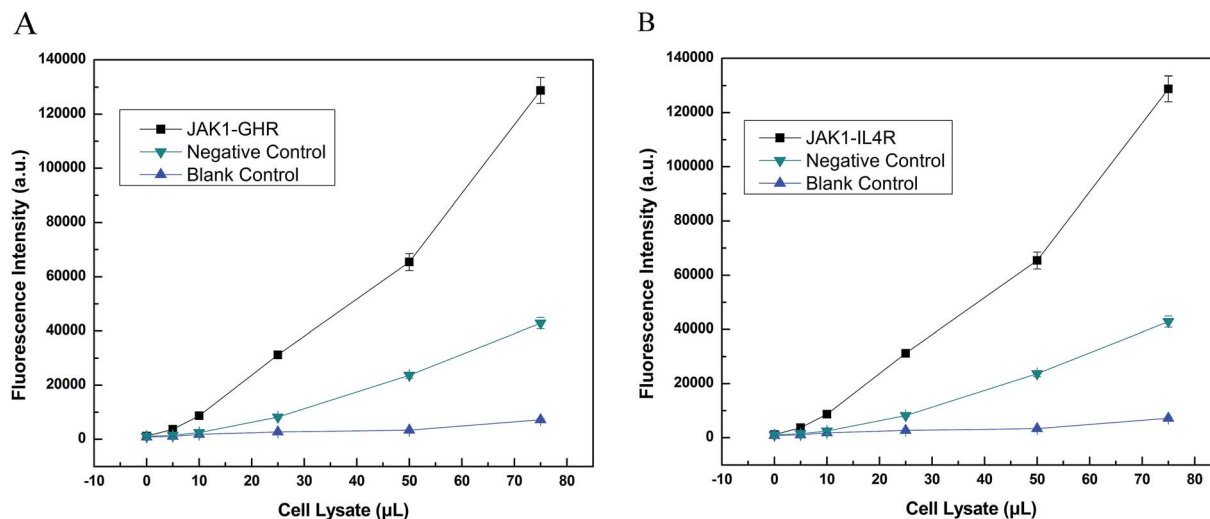 A
140000
120000
100000
80000
60000
40000
20000
0
Fluorescence Intensity (a.u.)
JAK1-GHR
Negative Control
Blank Control
-10 0 10 20 30 40 50 60 70 80
Cell Lysate (μL)
B
140000
120000
100000
80000
60000
40000
20000
0
Fluorescence Intensity (a.u.)
JAK1-IL4R
Negative Control
Blank Control
-10 0 10 20 30 40 50 60 70 80
Cell Lysate (μL)